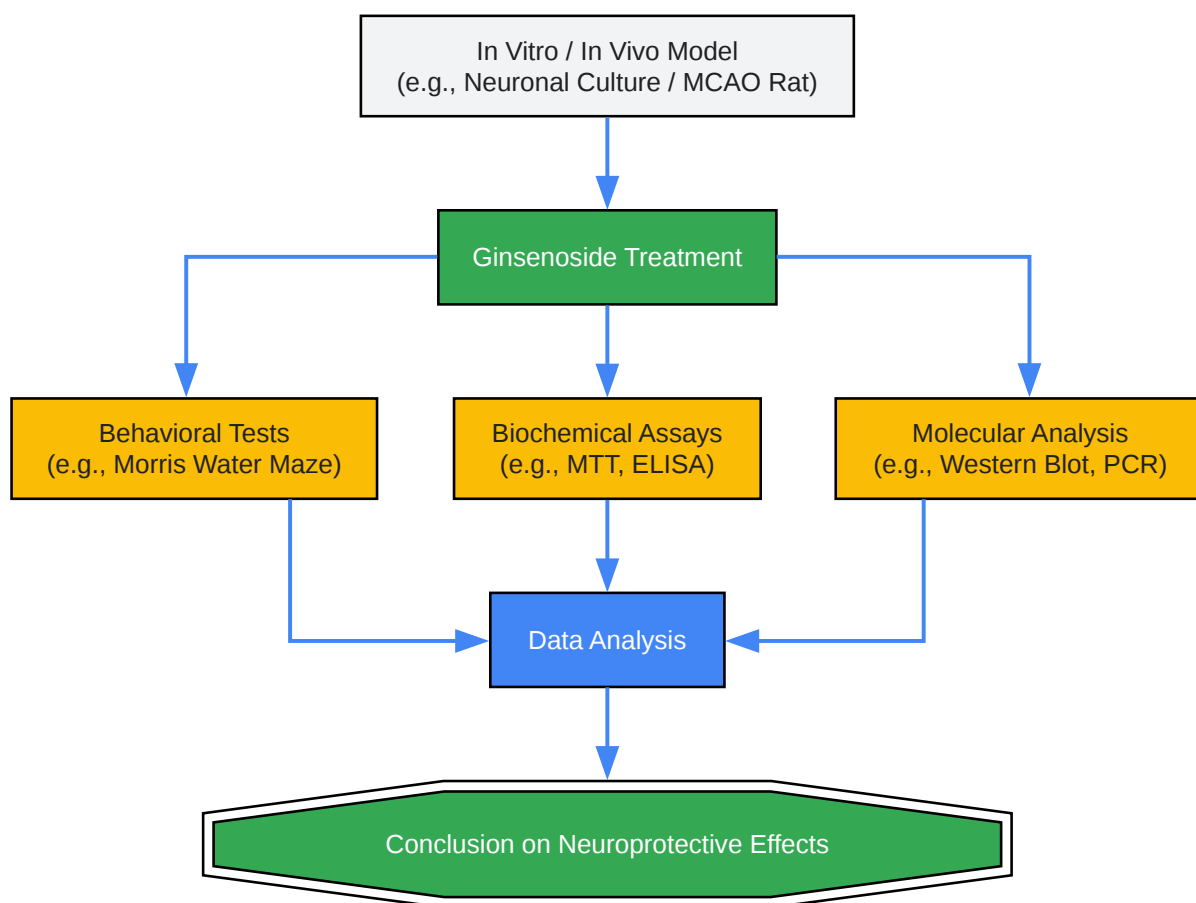 In Vitro / In Vivo Model
(e.g., Neuronal Culture / MCAO Rat)
Ginsenoside Treatment
Behavioral Tests
(e.g., Morris Water Maze)
Biochemical Assays
(e.g., MTT, ELISA)
Molecular Analysis
(e.g., Western Blot, PCR)
Data Analysis
Conclusion on Neuroprotective Effects